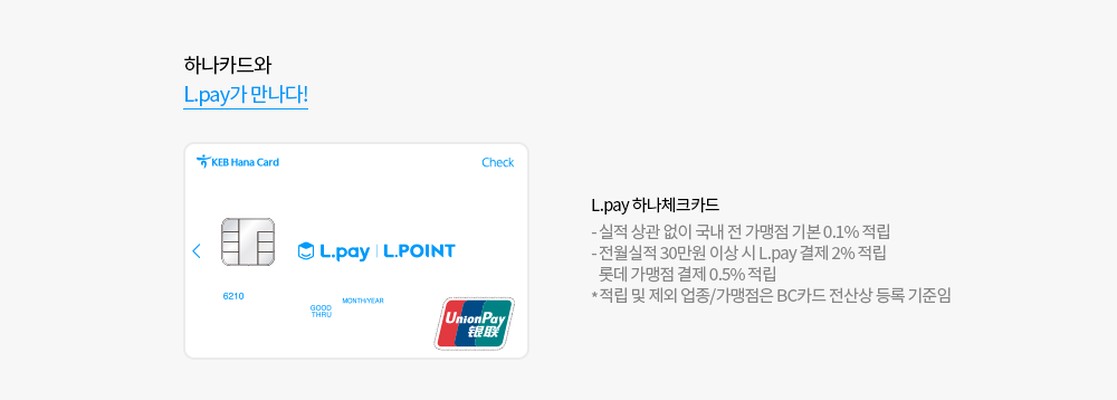 하나카드와
L.pay가 만나다!
KEB Hana Card
Check
L.pay | L.POINT
6210
MONTH/YEAR
GOOD
THRU
UnionPay
银联
L.pay 하나체크카드
- 실적 상관 없이 국내 전 가맹점 기본 0.1% 적립
- 전월실적 30만원 이상 시 L.pay 결제 2% 적립
롯데 가맹점 결제 0.5% 적립
* 적립 및 제외 업종/가맹점은 BC카드 전산상 등록 기준임